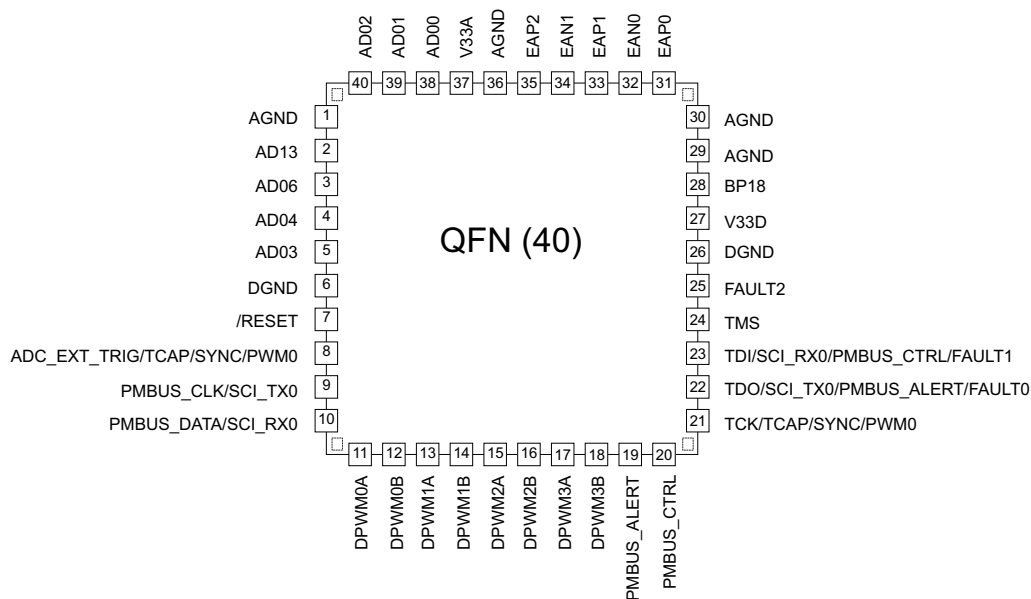 AD02
AD01
AD00
V33A
AGND
EAP2
EAN1
EAP1
EAN0
EAP0
40
39
38
37
36
35
34
33
32
31
AGND 1
AD13 2
AD06 3
AD04 4
AD03 5
DGND 6
/RESET 7
ADC_EXT_TRIG/TCAP/SYNC/PWM0 8
PMBUS_CLK/SCI_TX0 9
PMBUS_DATA/SCI_RX0 10
QFN (40)
30 AGND
29 AGND
28 BP18
27 V33D
26 DGND
25 FAULT2
24 TMS
23 TDI/SCI_RX0/PMBUS_CTRL/FAULT1
22 TDO/SCI_TX0/PMBUS_ALERT/FAULT0
21 TCK/TCAP/SYNC/PWM0
11
12
13
14
15
16
17
18
19
20
DPWM0A
DPWM0B
DPWM1A
DPWM1B
DPWM2A
DPWM2B
DPWM3A
DPWM3B
PMBUS_ALERT
PMBUS_CTRL